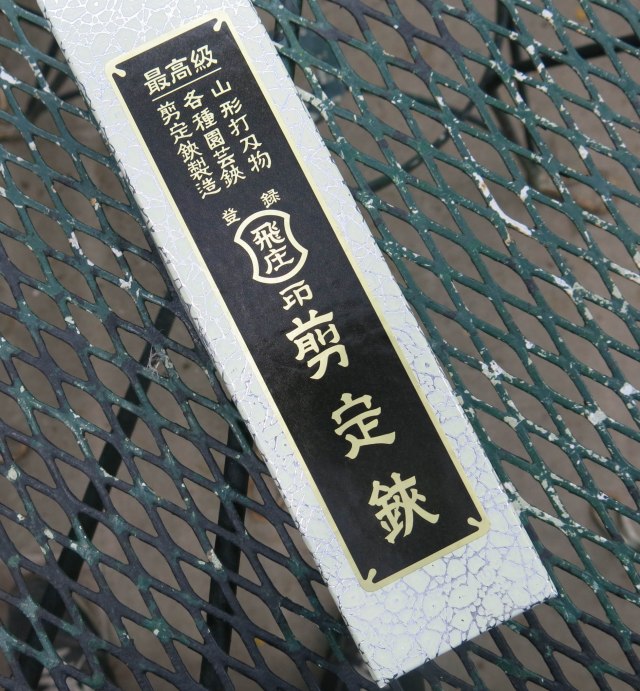 最高級
山形打刃物
各種園芸鋏
剪定鋏製造
登録
飛庄
印
剪定鋏